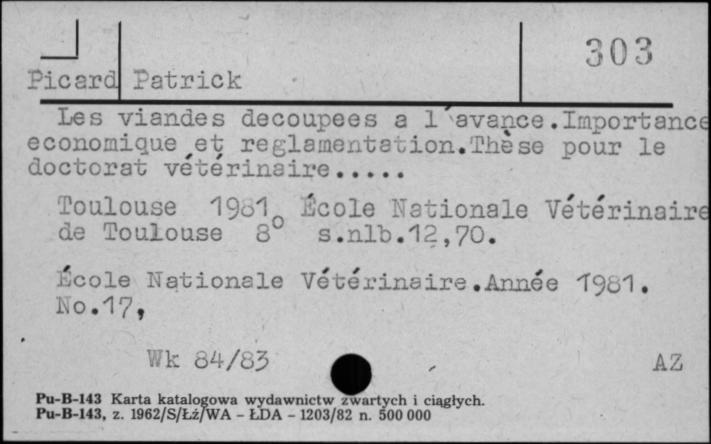 303
Picard Patrick
Les viandes decoupees a l'avance.Importance
economique et reglamentation.Thèse pour le
doctorat vétérinaire.....
Toulouse 1981 École Nationale Vétérinaire
de Toulouse 8° s.nlb.12,70.
École Nationale Vétérinaire.Année 1981.
No.17,
Wk 84/83 AZ
Pu-B-143 Karta katalogowa wydawnictw zwartych i ciągłych.
Pu-B-143, z. 1962/S/Łż/WA - ŁDA - 1203/82 n. 500 000